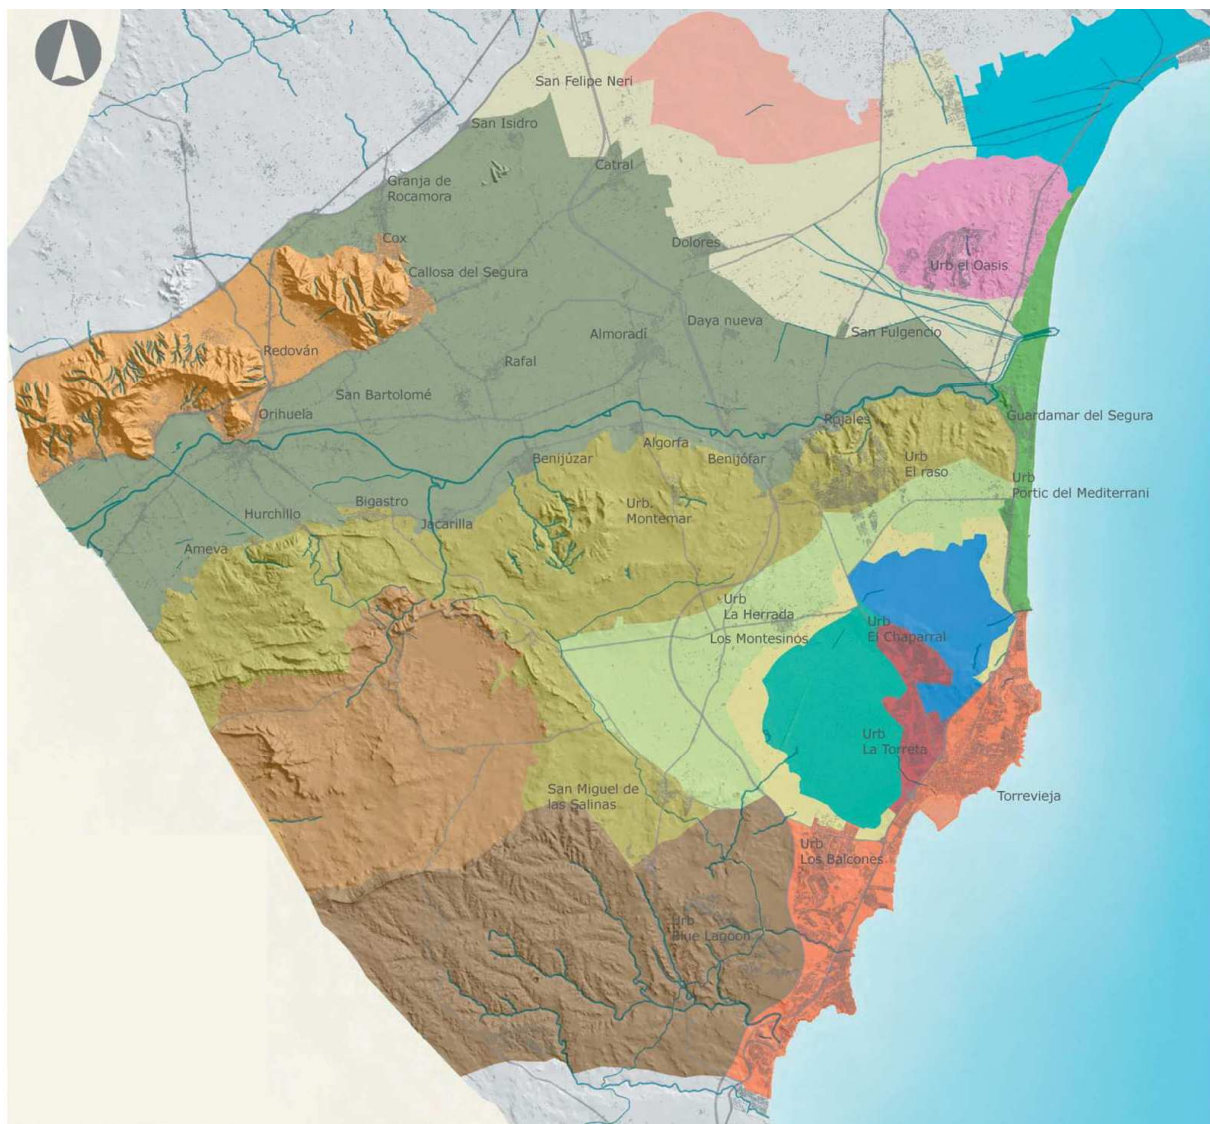 San Felipe Neri
San Isidro
Catral
Granja de
Rocamora
Cox
Dolores
Callosa del Segura
Urb el Oasis
Daya nueva
Almoradí
San Fulgencio
Redován
Rafal
San Bartolomé
Orihuela
Rojales
Guardamar del Segura
Algorfa
Benijúzar
Benijófar
Urb
El raso
Urb
Portic del Mediterrani
Bigastro
Urb.
Montemar
Hurchillo
Jacarilla
Ameva
Urb
La Herrada
Urb
El Chaparral
Los Montesinos
Urb
La Torreta
San Miguel de
las Salinas
Torrevieja
Urb
Los Balcones
Urb
Blue Lagoon